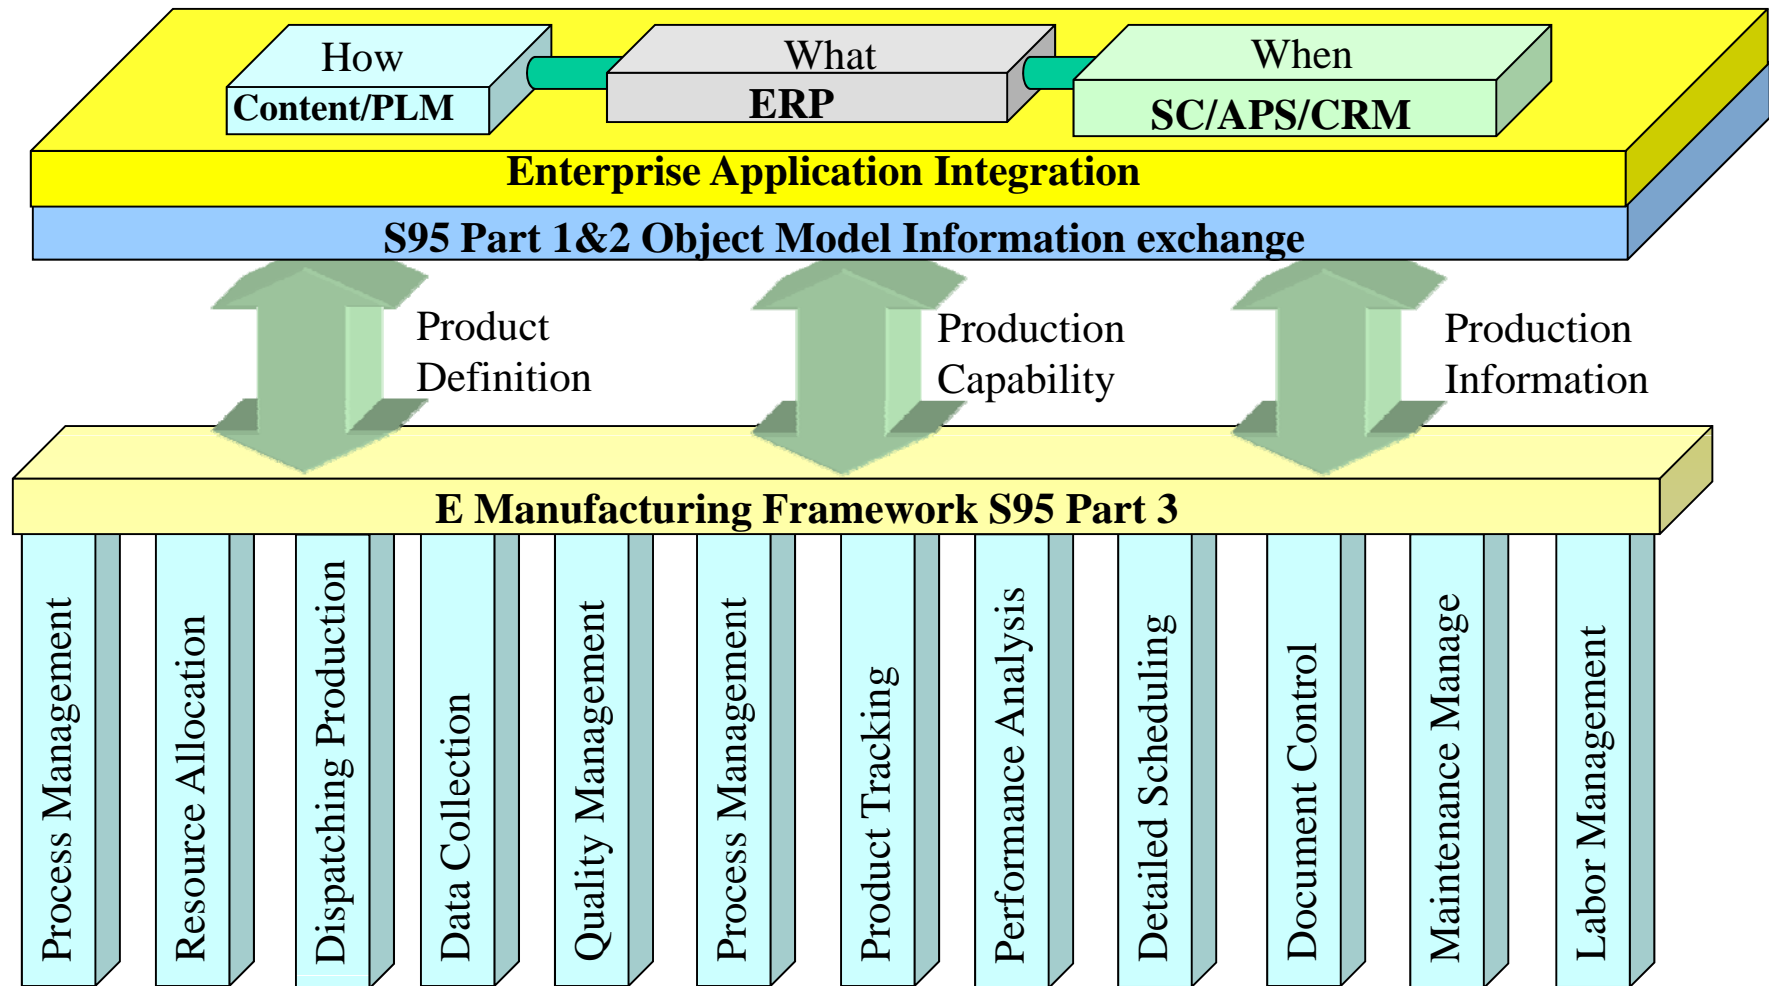 How
Content/PLM
What
ERP
When
SC/APS/CRM
Enterprise Application Integration
S95 Part 1&2 Object Model Information exchange
Product
Definition
Production
Capability
Production
Information
E Manufacturing Framework S95 Part 3
Process Management
Resource Allocation
Dispatching Production
Data Collection
Quality Management
Process Management
Product Tracking
Performance Analysis
Detailed Scheduling
Document Control
Maintenance Manage
Labor Management